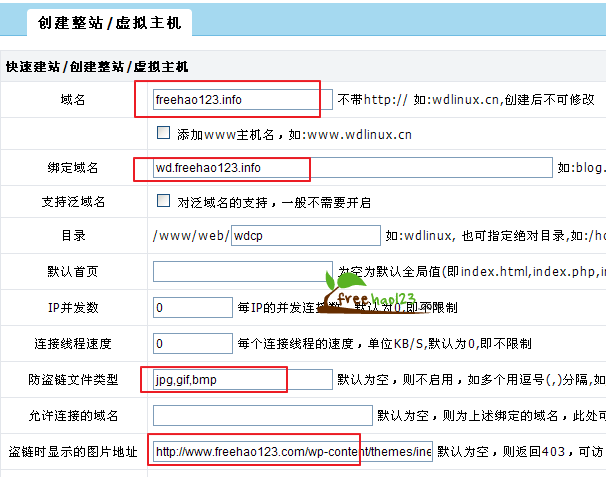 创建整站/虚拟主机
快速建站/创建整站/虚拟主机
域名 freehao123.info 不带http:// 如:wdlinux.cn,创建后不可修改
添加www主机名，如:www.wdlinux.cn
绑定域名 wd.freehao123.info 如:blog.
支持泛域名 对泛域名的支持，一般不需要开启
目录 /www/web/ wdcp 如:wdlinux, 也可指定绝对目录,如:/ho
默认首页 为空为默认全局值(即index.html,index.php,in
freehao123
IP并发数 0 每IP的并发连接数，默认为0,即不限制
连接线程速度 0 每个连接线程的速度，单位KB/S,默认为0,即不限制
防盗链文件类型 jpg,gif,bmp 默认为空，则不启用，如多个用逗号(,)分隔,如
允许连接的域名 默认为空，则为上述绑定的域名，此处可
盗链时显示的图片地址 http://www.freehao123.com/wp-content/themes/ine 默认为空，则返回403，可访